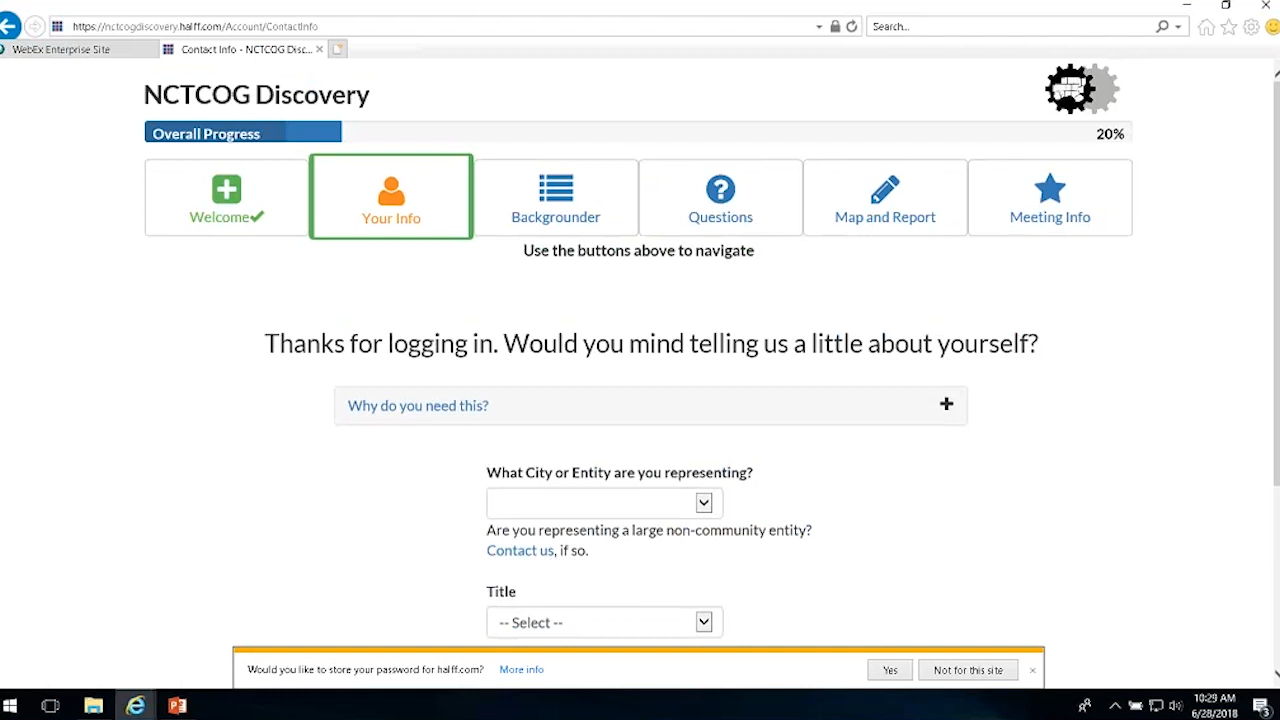 https://nctcogdiscovery.halff.com/Account/ContactInfo
Search...
WebEx Enterprise Site
Contact Info - NCTCOG Disc...
NCTCOG Discovery
Overall Progress
20%
Welcome
Your Info
Backgrounder
Questions
Map and Report
Meeting Info
Use the buttons above to navigate
Thanks for logging in. Would you mind telling us a little about yourself?
Why do you need this?
What City or Entity are you representing?
Are you representing a large non-community entity?
Contact us, if so.
Title
-- Select --
Would you like to store your password for halff.com?
More info
Yes
Not for this site
10:29 AM
6/28/2018
3